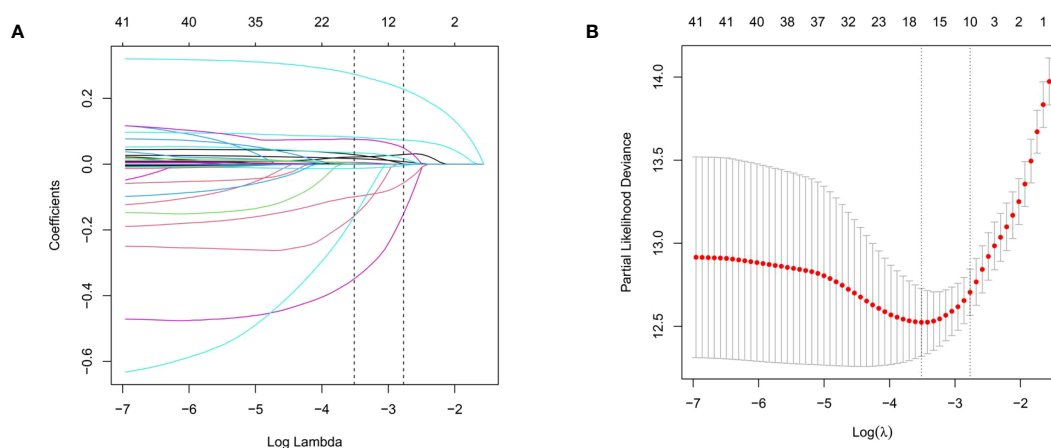 A
41 40 35 22 12 2
Coefficients
0.2
0.0
−0.2
−0.4
−0.6
−7 −6 −5 −4 −3 −2
Log Lambda
B
41 41 40 38 37 32 23 18 15 10 3 2 1
Partial Likelihood Deviance
14.0
13.5
13.0
12.5
−7 −6 −5 −4 −3 −2
Log(λ)